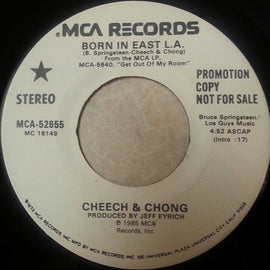 MCA RECORDS
BORN IN EAST L.A.
(B. Springsteen-Cheech & Chong)
From the MCA LP,
MCA-5640, "Get Out Of My Room"
STEREO
PROMOTION
COPY
NOT FOR SALE
MCA-52655
MC 18149
Bruce Springsteen/
Los Guys Music
4:52 ASCAP
(Intro :17)
CHEECH & CHONG
PRODUCED BY JEFF EYRICH
℗ 1985 MCA
Records, Inc.